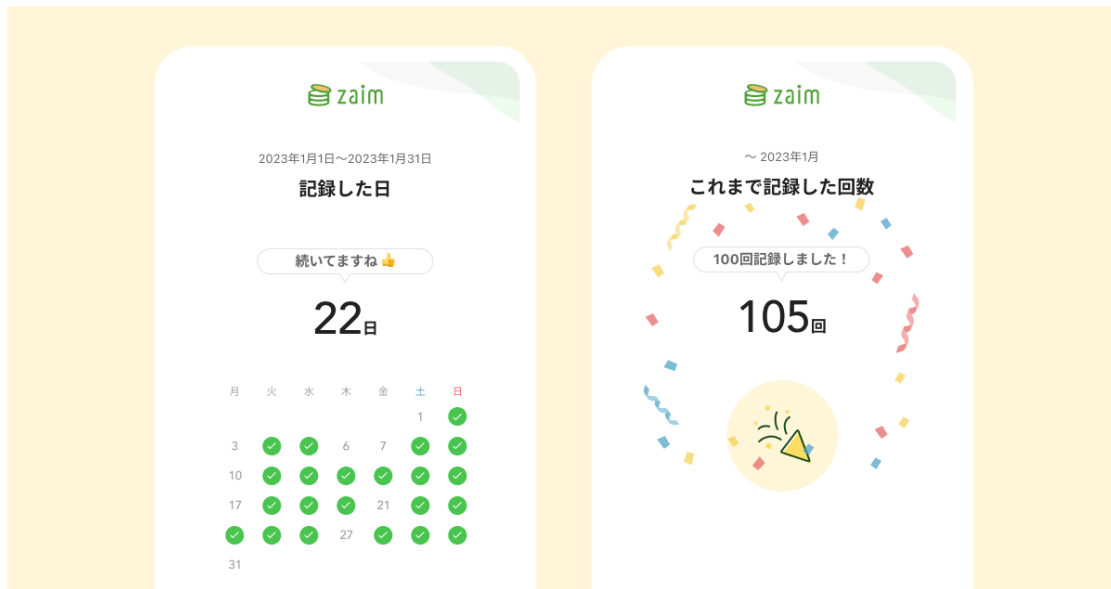 zaim
2023年1月1日〜2023年1月31日
記録した日
続いてますね👍
22日
月 火 水 木 金 土 日
1
3 6 7
10
17 21
27
31
zaim
〜 2023年1月
これまで記録した回数
100回記録しました！
105回